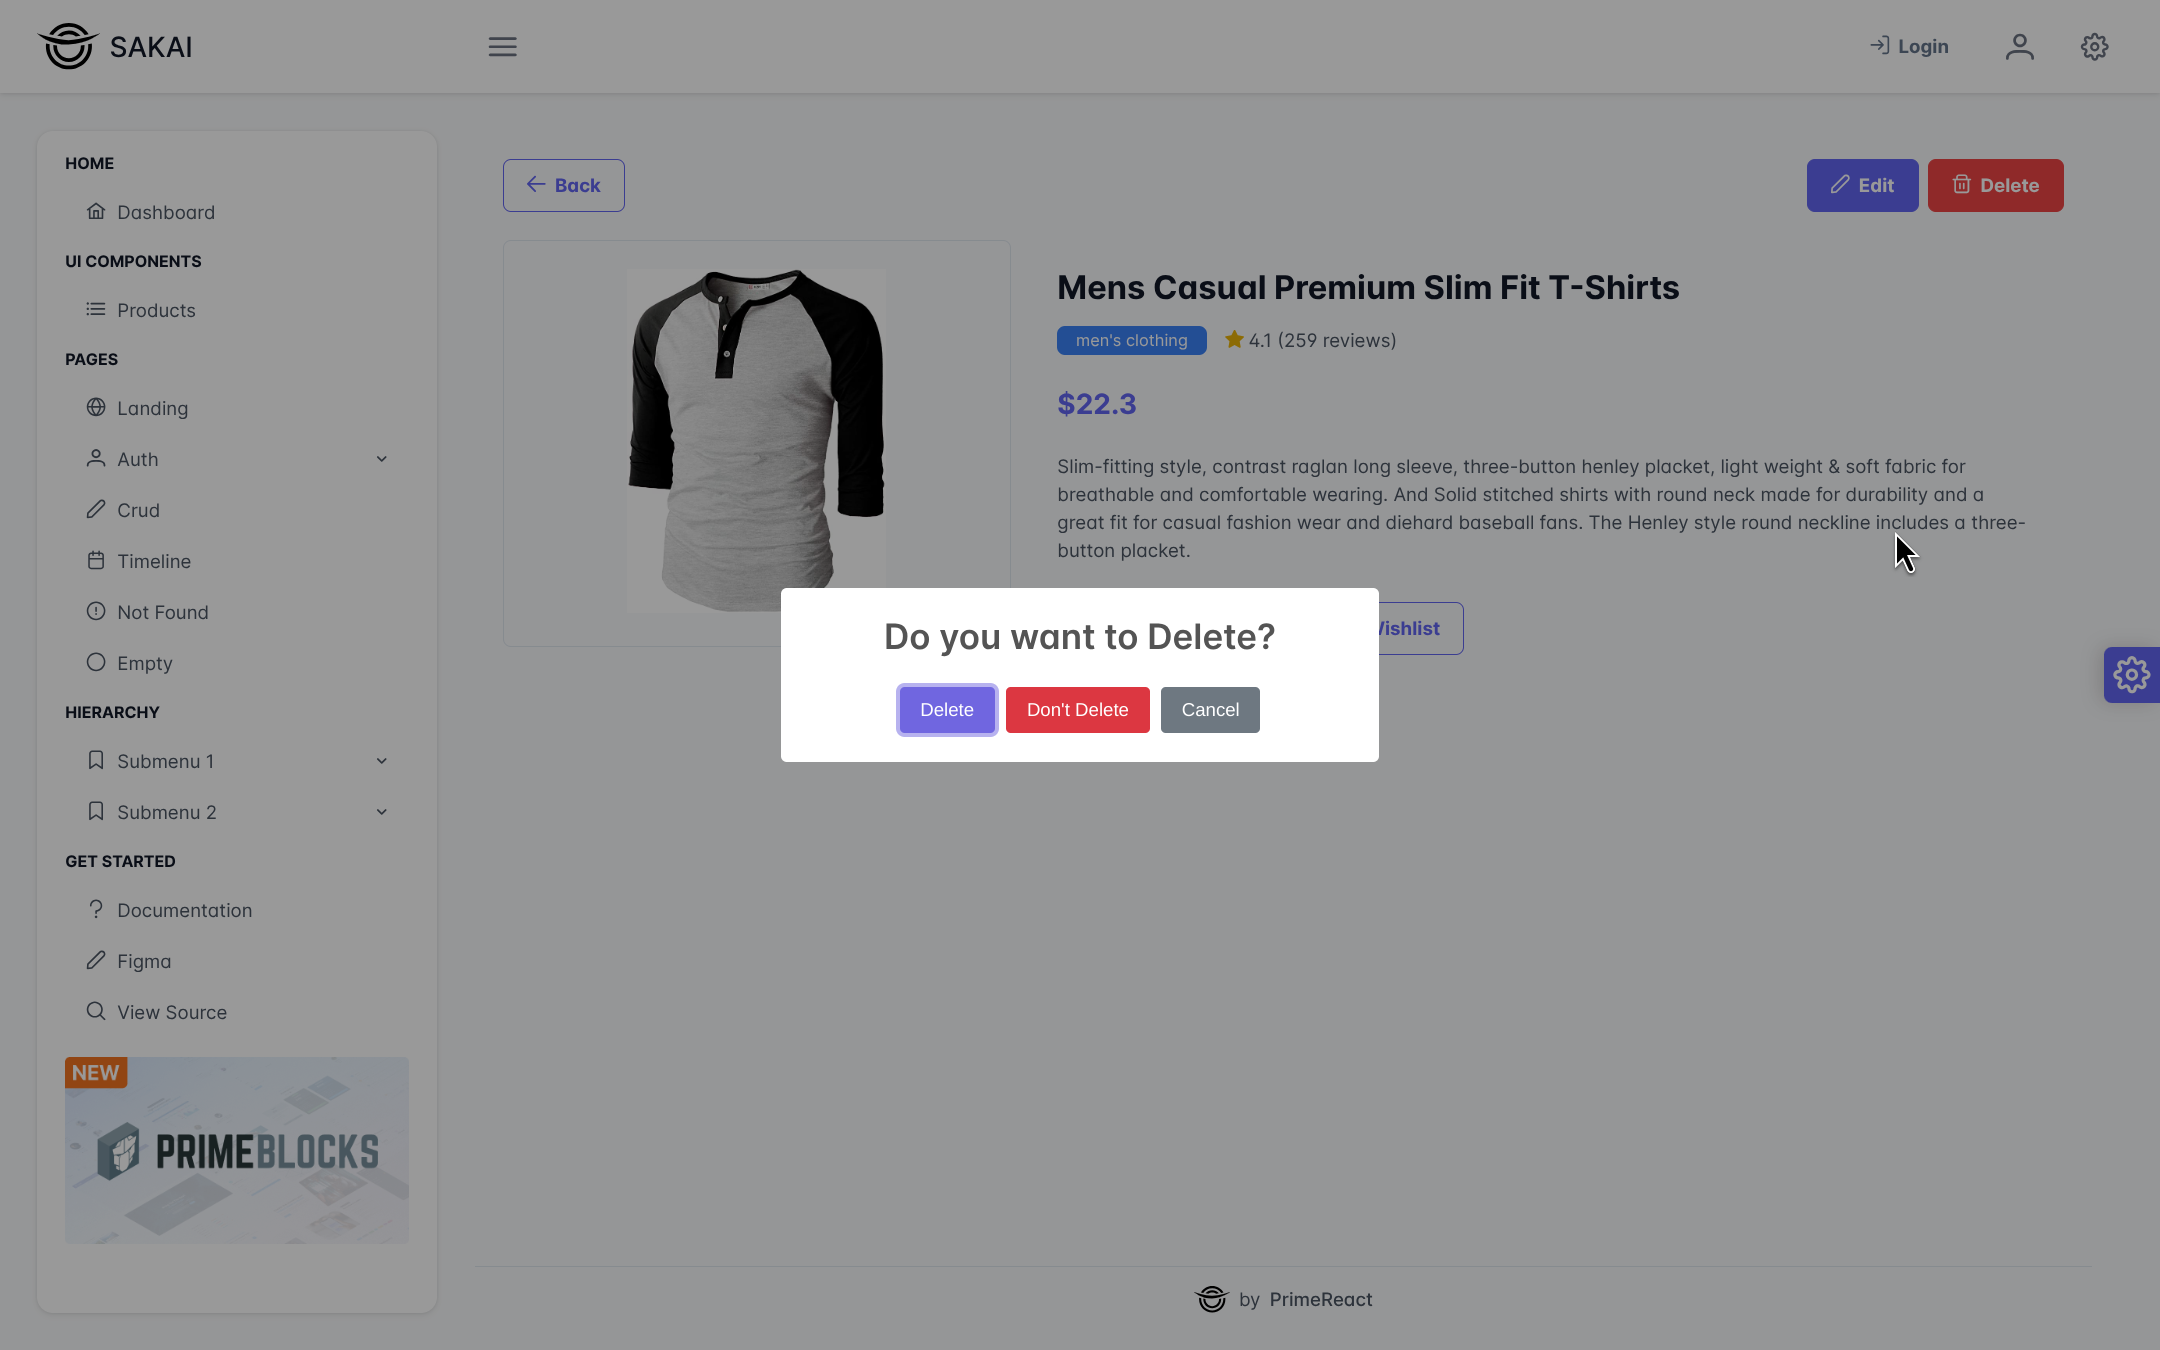 SAKAI
Login
HOME
Dashboard
UI COMPONENTS
Products
PAGES
Landing
Auth
Crud
Timeline
Not Found
Empty
HIERARCHY
Submenu 1
Submenu 2
GET STARTED
Documentation
Figma
View Source
NEW
PRIMEBLOCKS
Back
Edit
Delete
Mens Casual Premium Slim Fit T-Shirts
men's clothing
4.1 (259 reviews)
$22.3
Slim-fitting style, contrast raglan long sleeve, three-button henley placket, light weight & soft fabric for
breathable and comfortable wearing. And Solid stitched shirts with round neck made for durability and a
great fit for casual fashion wear and diehard baseball fans. The Henley style round neckline includes a three-
button placket.
Wishlist
Do you want to Delete?
Delete
Don't Delete
Cancel
by PrimeReact